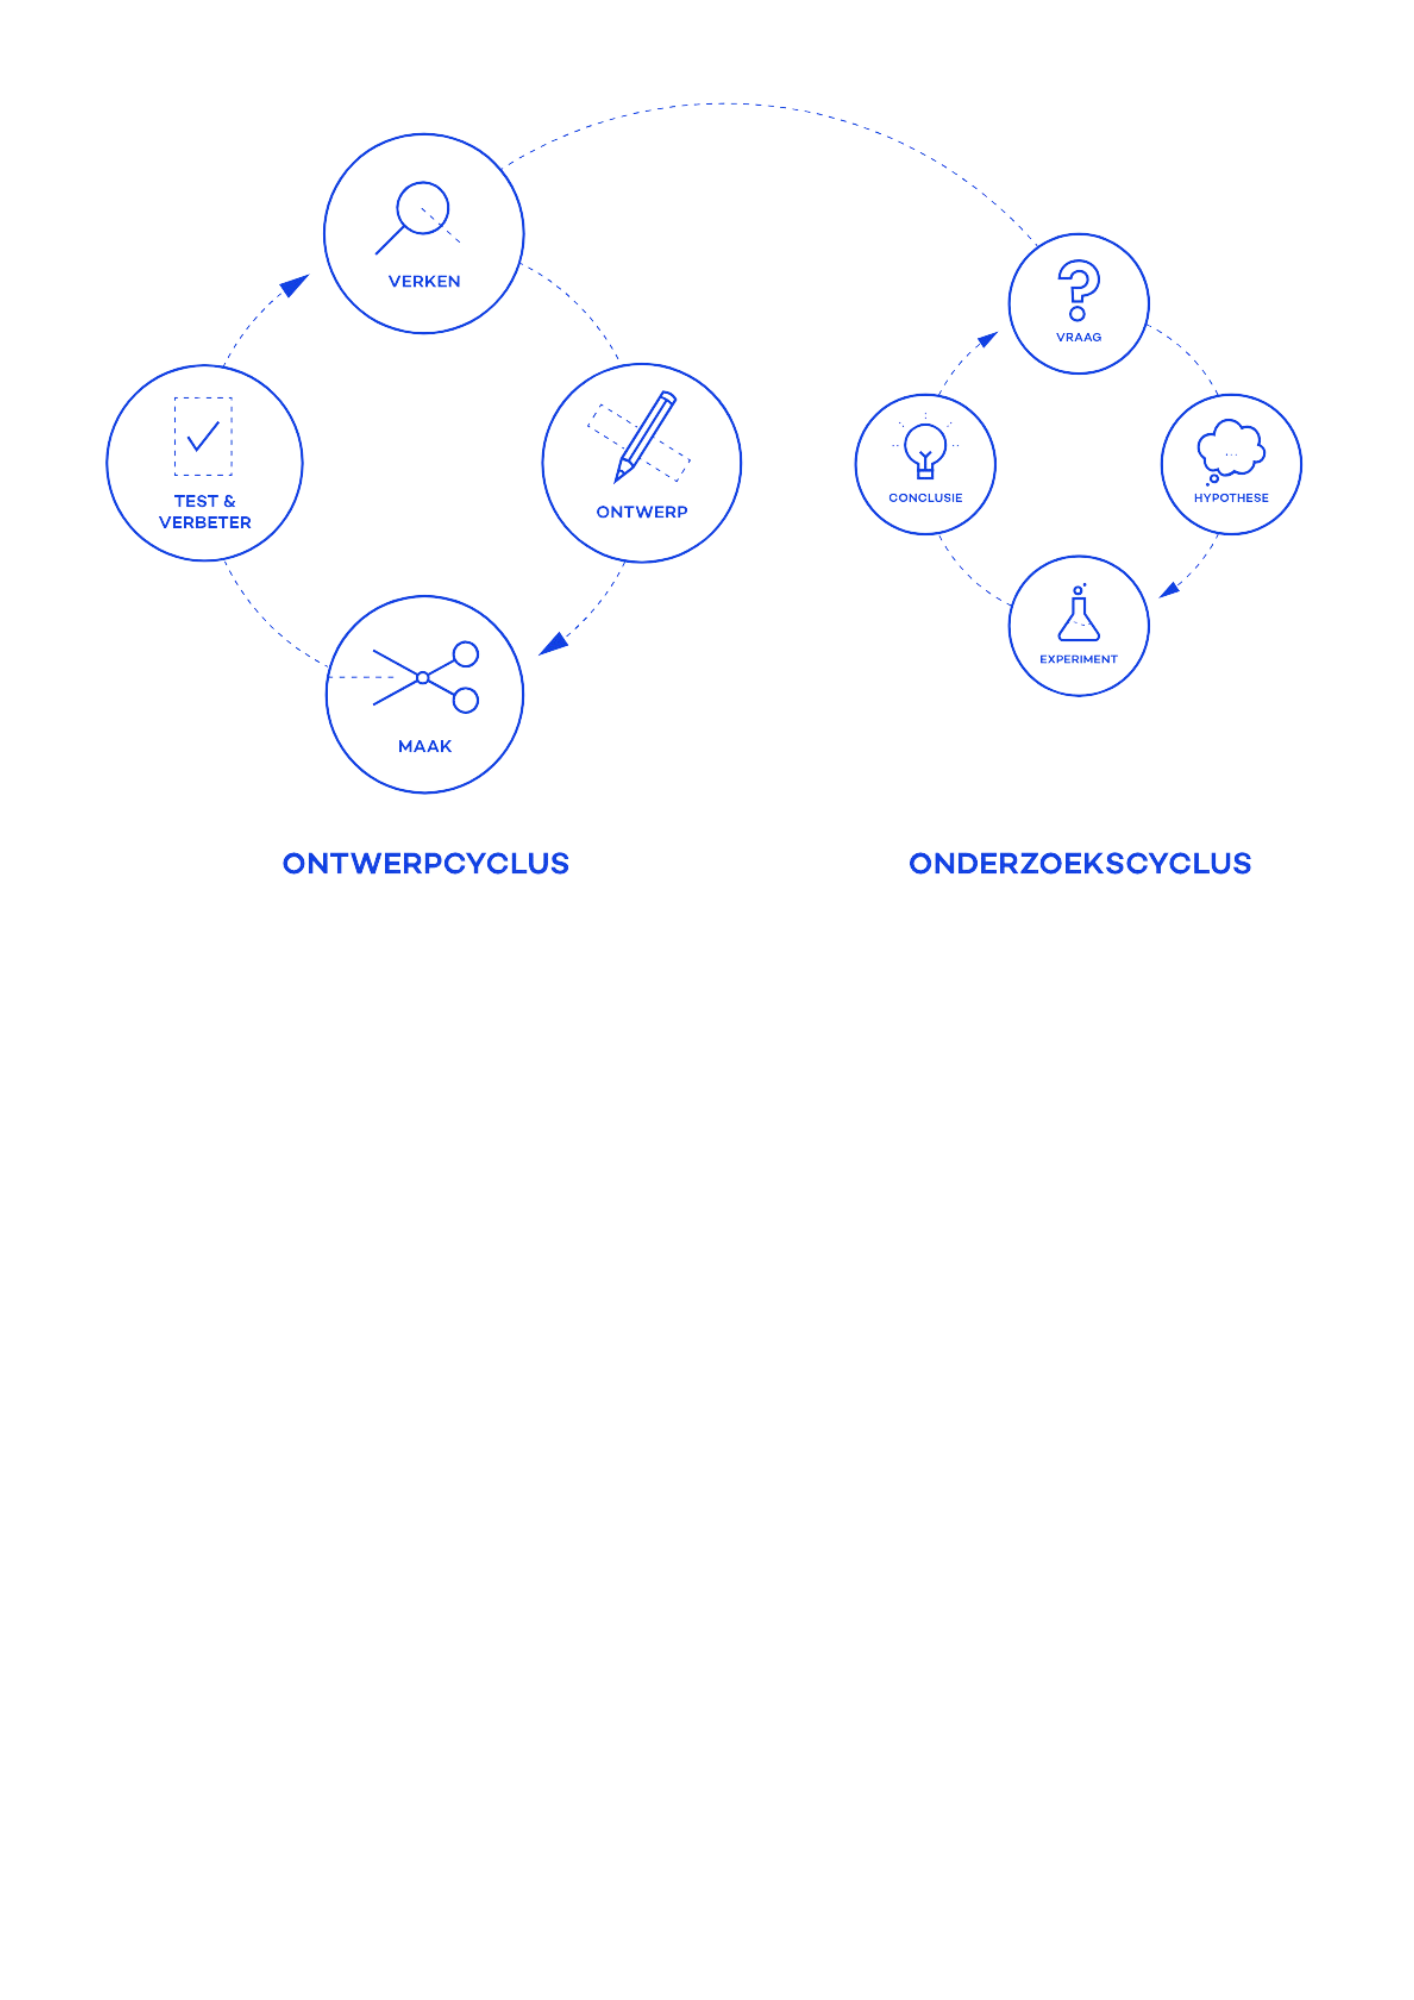 VERKEN
ONTWERP
MAAK
TEST &
VERBETER
VRAAG
HYPOTHESE
EXPERIMENT
CONCLUSIE
ONTWERPCYCLUS
ONDERZOEKSCYCLUS